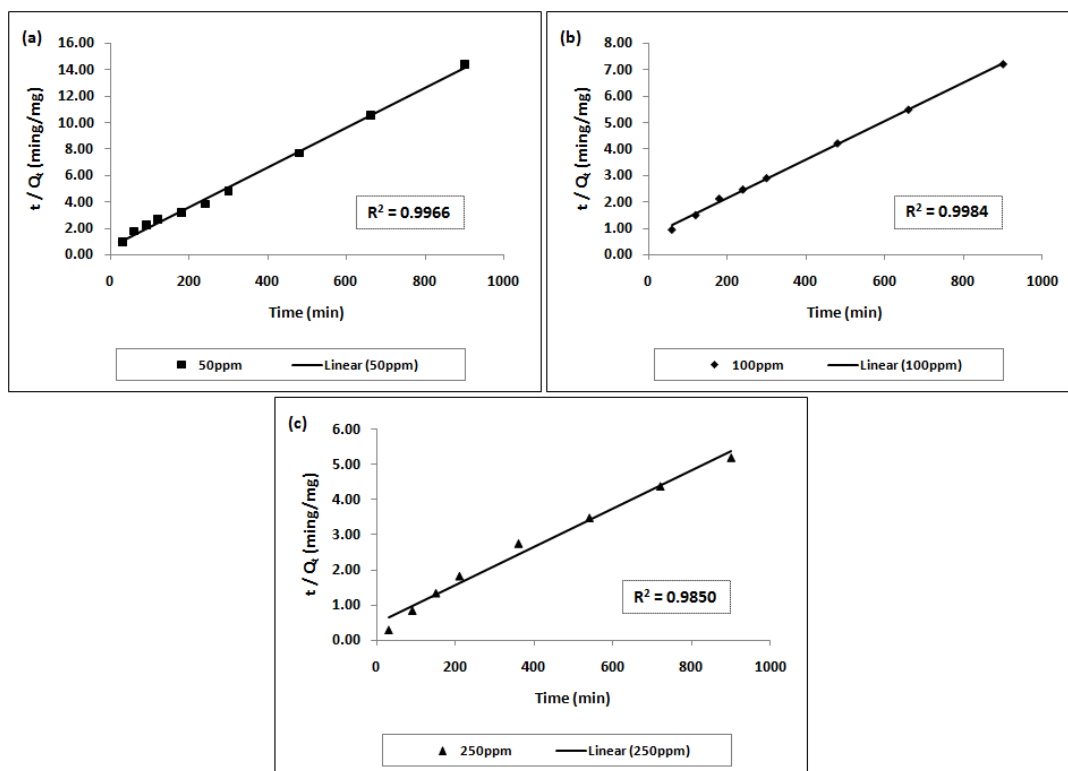 (a)
16.00
14.00
12.00
10.00
8.00
6.00
4.00
2.00
0.00
t / Qt (ming/mg)
R2 = 0.9966
0 200 400 600 800 1000
Time (min)
50ppm Linear (50ppm)
(b)
8.00
7.00
6.00
5.00
4.00
3.00
2.00
1.00
0.00
t / Qt (ming/mg)
R2 = 0.9984
0 200 400 600 800 1000
Time (min)
100ppm Linear (100ppm)
(c)
6.00
5.00
4.00
3.00
2.00
1.00
0.00
t / Qt (ming/mg)
R2 = 0.9850
0 200 400 600 800 1000
Time (min)
250ppm Linear (250ppm)